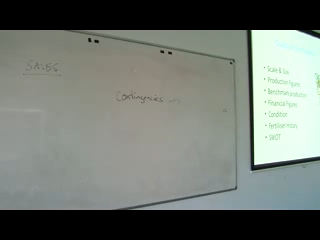 SALES
Contingencies
• Scale & Size
• Production Figures
• Benchmark production
• Financial Figures
• Condition
• Fertiliser History
• SWOT